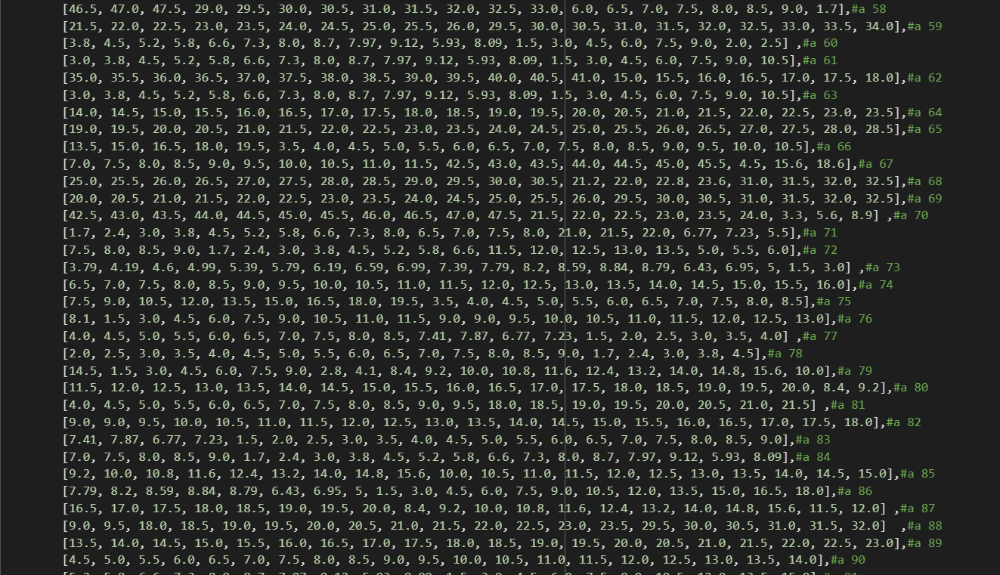 [46.5, 47.0, 47.5, 29.0, 29.5, 30.0, 30.5, 31.0, 31.5, 32.0, 32.5, 33.0, 6.0, 6.5, 7.0, 7.5, 8.0, 8.5, 9.0, 1.7],#a 58
[21.5, 22.0, 22.5, 23.0, 23.5, 24.0, 24.5, 25.0, 25.5, 26.0, 29.5, 30.0, 30.5, 31.0, 31.5, 32.0, 32.5, 33.0, 33.5, 34.0],#a 59
[3.8, 4.5, 5.2, 5.8, 6.6, 7.3, 8.0, 8.7, 7.97, 9.12, 5.93, 8.09, 1.5, 3.0, 4.5, 6.0, 7.5, 9.0, 2.0, 2.5] ,#a 60
[3.0, 3.8, 4.5, 5.2, 5.8, 6.6, 7.3, 8.0, 8.7, 7.97, 9.12, 5.93, 8.09, 1.5, 3.0, 4.5, 6.0, 7.5, 9.0, 10.5],#a 61
[35.0, 35.5, 36.0, 36.5, 37.0, 37.5, 38.0, 38.5, 39.0, 39.5, 40.0, 40.5, 41.0, 15.0, 15.5, 16.0, 16.5, 17.0, 17.5, 18.0],#a 62
[3.0, 3.8, 4.5, 5.2, 5.8, 6.6, 7.3, 8.0, 8.7, 7.97, 9.12, 5.93, 8.09, 1.5, 3.0, 4.5, 6.0, 7.5, 9.0, 10.5],#a 63
[14.0, 14.5, 15.0, 15.5, 16.0, 16.5, 17.0, 17.5, 18.0, 18.5, 19.0, 19.5, 20.0, 20.5, 21.0, 21.5, 22.0, 22.5, 23.0, 23.5],#a 64
[19.0, 19.5, 20.0, 20.5, 21.0, 21.5, 22.0, 22.5, 23.0, 23.5, 24.0, 24.5, 25.0, 25.5, 26.0, 26.5, 27.0, 27.5, 28.0, 28.5],#a 65
[13.5, 15.0, 16.5, 18.0, 19.5, 3.5, 4.0, 4.5, 5.0, 5.5, 6.0, 6.5, 7.0, 7.5, 8.0, 8.5, 9.0, 9.5, 10.0, 10.5],#a 66
[7.0, 7.5, 8.0, 8.5, 9.0, 9.5, 10.0, 10.5, 11.0, 11.5, 42.5, 43.0, 43.5, 44.0, 44.5, 45.0, 45.5, 4.5, 15.6, 18.6],#a 67
[25.0, 25.5, 26.0, 26.5, 27.0, 27.5, 28.0, 28.5, 29.0, 29.5, 30.0, 30.5, 21.2, 22.0, 22.8, 23.6, 31.0, 31.5, 32.0, 32.5],#a 68
[20.0, 20.5, 21.0, 21.5, 22.0, 22.5, 23.0, 23.5, 24.0, 24.5, 25.0, 25.5, 26.0, 29.5, 30.0, 30.5, 31.0, 31.5, 32.0, 32.5],#a 69
[42.5, 43.0, 43.5, 44.0, 44.5, 45.0, 45.5, 46.0, 46.5, 47.0, 47.5, 21.5, 22.0, 22.5, 23.0, 23.5, 24.0, 3.3, 5.6, 8.9] ,#a 70
[1.7, 2.4, 3.0, 3.8, 4.5, 5.2, 5.8, 6.6, 7.3, 8.0, 6.5, 7.0, 7.5, 8.0, 21.0, 21.5, 22.0, 6.77, 7.23, 5.5],#a 71
[7.5, 8.0, 8.5, 9.0, 1.7, 2.4, 3.0, 3.8, 4.5, 5.2, 5.8, 6.6, 11.5, 12.0, 12.5, 13.0, 13.5, 5.0, 5.5, 6.0],#a 72
[3.79, 4.19, 4.6, 4.99, 5.39, 5.79, 6.19, 6.59, 6.99, 7.39, 7.79, 8.2, 8.59, 8.84, 8.79, 6.43, 6.95, 5, 1.5, 3.0] ,#a 73
[6.5, 7.0, 7.5, 8.0, 8.5, 9.0, 9.5, 10.0, 10.5, 11.0, 11.5, 12.0, 12.5, 13.0, 13.5, 14.0, 14.5, 15.0, 15.5, 16.0],#a 74
[7.5, 9.0, 10.5, 12.0, 13.5, 15.0, 16.5, 18.0, 19.5, 3.5, 4.0, 4.5, 5.0, 5.5, 6.0, 6.5, 7.0, 7.5, 8.0, 8.5],#a 75
[8.1, 1.5, 3.0, 4.5, 6.0, 7.5, 9.0, 10.5, 11.0, 11.5, 9.0, 9.0, 9.5, 10.0, 10.5, 11.0, 11.5, 12.0, 12.5, 13.0],#a 76
[4.0, 4.5, 5.0, 5.5, 6.0, 6.5, 7.0, 7.5, 8.0, 8.5, 7.41, 7.87, 6.77, 7.23, 1.5, 2.0, 2.5, 3.0, 3.5, 4.0] ,#a 77
[2.0, 2.5, 3.0, 3.5, 4.0, 4.5, 5.0, 5.5, 6.0, 6.5, 7.0, 7.5, 8.0, 8.5, 9.0, 1.7, 2.4, 3.0, 3.8, 4.5],#a 78
[14.5, 1.5, 3.0, 4.5, 6.0, 7.5, 9.0, 2.8, 4.1, 8.4, 9.2, 10.0, 10.8, 11.6, 12.4, 13.2, 14.0, 14.8, 15.6, 10.0],#a 79
[11.5, 12.0, 12.5, 13.0, 13.5, 14.0, 14.5, 15.0, 15.5, 16.0, 16.5, 17.0, 17.5, 18.0, 18.5, 19.0, 19.5, 20.0, 8.4, 9.2],#a 80
[4.0, 4.5, 5.0, 5.5, 6.0, 6.5, 7.0, 7.5, 8.0, 8.5, 9.0, 9.5, 18.0, 18.5, 19.0, 19.5, 20.0, 20.5, 21.0, 21.5] ,#a 81
[9.0, 9.0, 9.5, 10.0, 10.5, 11.0, 11.5, 12.0, 12.5, 13.0, 13.5, 14.0, 14.5, 15.0, 15.5, 16.0, 16.5, 17.0, 17.5, 18.0],#a 82
[7.41, 7.87, 6.77, 7.23, 1.5, 2.0, 2.5, 3.0, 3.5, 4.0, 4.5, 5.0, 5.5, 6.0, 6.5, 7.0, 7.5, 8.0, 8.5, 9.0],#a 83
[7.0, 7.5, 8.0, 8.5, 9.0, 1.7, 2.4, 3.0, 3.8, 4.5, 5.2, 5.8, 6.6, 7.3, 8.0, 8.7, 7.97, 9.12, 5.93, 8.09],#a 84
[9.2, 10.0, 10.8, 11.6, 12.4, 13.2, 14.0, 14.8, 15.6, 10.0, 10.5, 11.0, 11.5, 12.0, 12.5, 13.0, 13.5, 14.0, 14.5, 15.0],#a 85
[7.79, 8.2, 8.59, 8.84, 8.79, 6.43, 6.95, 5, 1.5, 3.0, 4.5, 6.0, 7.5, 9.0, 10.5, 12.0, 13.5, 15.0, 16.5, 18.0],#a 86
[16.5, 17.0, 17.5, 18.0, 18.5, 19.0, 19.5, 20.0, 8.4, 9.2, 10.0, 10.8, 11.6, 12.4, 13.2, 14.0, 14.8, 15.6, 11.5, 12.0] ,#a 87
[9.0, 9.5, 18.0, 18.5, 19.0, 19.5, 20.0, 20.5, 21.0, 21.5, 22.0, 22.5, 23.0, 23.5, 29.5, 30.0, 30.5, 31.0, 31.5, 32.0]  ,#a 88
[13.5, 14.0, 14.5, 15.0, 15.5, 16.0, 16.5, 17.0, 17.5, 18.0, 18.5, 19.0, 19.5, 20.0, 20.5, 21.0, 21.5, 22.0, 22.5, 23.0],#a 89
[4.5, 5.0, 5.5, 6.0, 6.5, 7.0, 7.5, 8.0, 8.5, 9.0, 9.5, 10.0, 10.5, 11.0, 11.5, 12.0, 12.5, 13.0, 13.5, 14.0],#a 90